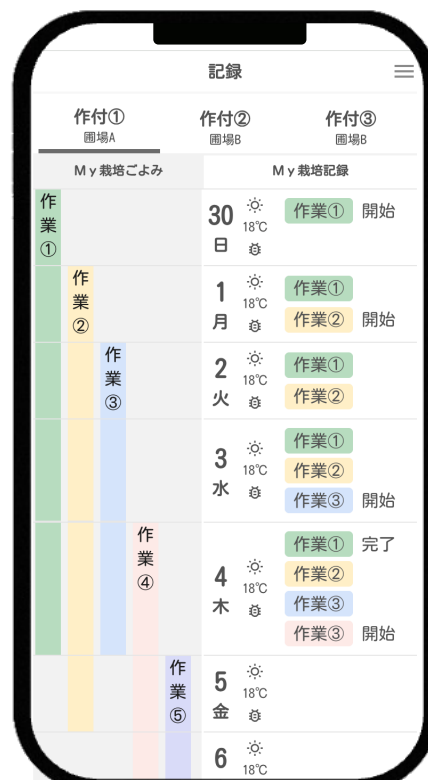 記録
作付①
圃場A
作付②
圃場B
作付③
圃場B
My栽培ごよみ
My栽培記録
作業①
作業②
作業③
作業④
作業⑤
30
日
18℃
作業① 開始
1
月
18℃
作業①
作業② 開始
2
火
18℃
作業①
作業②
3
水
18℃
作業①
作業②
作業③ 開始
4
木
18℃
作業① 完了
作業②
作業③
作業③ 開始
5
金
18℃
6
18℃